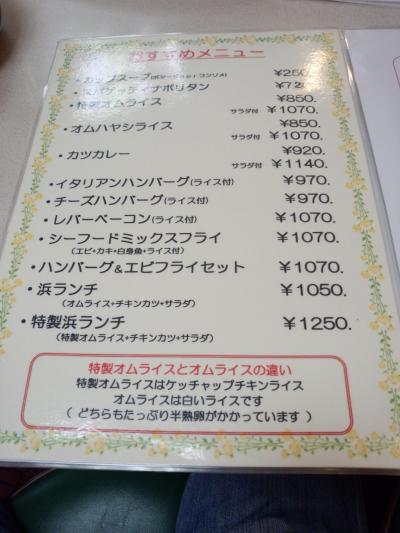 おすすめメニュー
・カップスープ(ポタージュorコンソメ) ¥250.
・スパゲッティナポリタン ¥720.
・特製オムライス ¥850.
サラダ付 ¥1070.
・オムハヤシライス ¥850.
サラダ付 ¥1070.
・カツカレー ¥920.
サラダ付 ¥1140.
・イタリアンハンバーグ(ライス付) ¥970.
・チーズハンバーグ(ライス付) ¥970.
・レバーベーコン(ライス付) ¥1070.
・シーフードミックスフライ ¥1070.
(エビ+カキ+白身魚+ライス付)
・ハンバーグ&エビフライセット ¥1070.
・浜ランチ ¥1050.
(オムライス+チキンカツ+サラダ)
・特製浜ランチ ¥1250.
(特製オムライス+チキンカツ+サラダ)
特製オムライスとオムライスの違い
特製オムライスはケッチャップチキンライス
オムライスは白いライスです
( どちらもたっぷり半熟卵がかかっています )